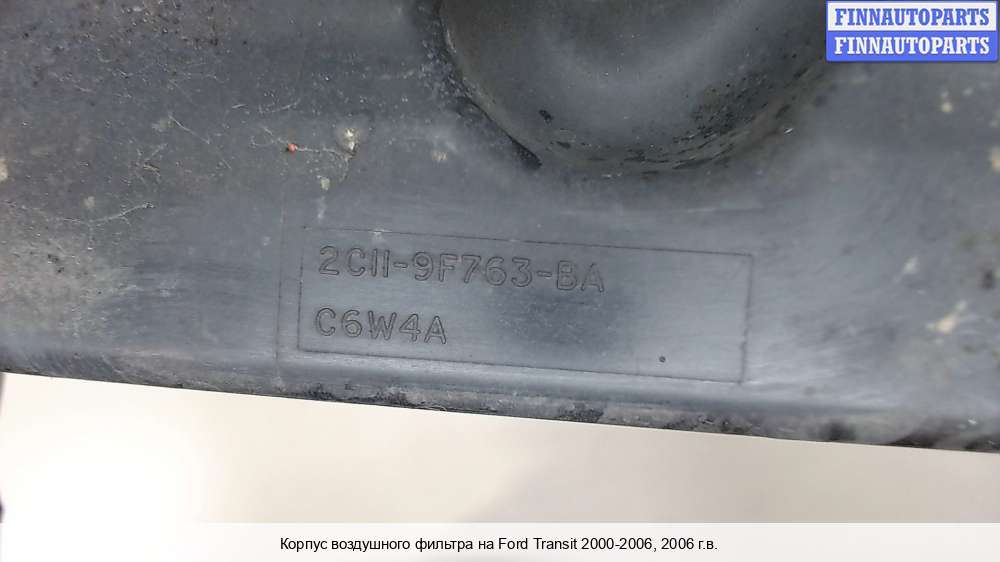 FINNAUTOPARTS
FINNAUTOPARTS
2C11-9F763-BA
C6W4A
Корпус воздушного фильтра на Ford Transit 2000-2006, 2006 г.в.